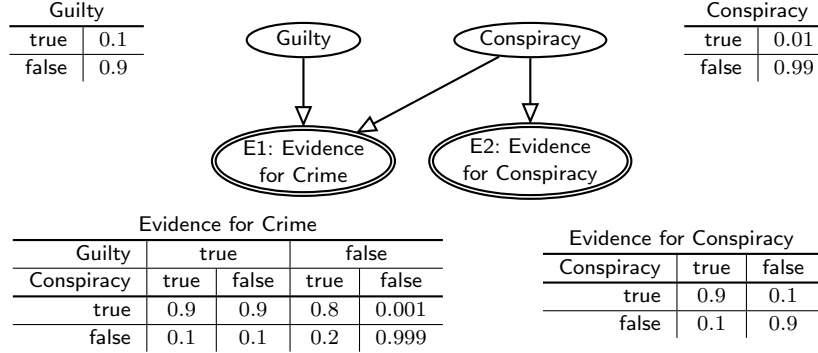 Guilty
true 0.1
false 0.9
Guilty
Conspiracy
Conspiracy
true 0.01
false 0.99
E1: Evidence
for Crime
E2: Evidence
for Conspiracy
Evidence for Crime
Guilty true false
Conspiracy true false true false
true 0.9 0.9 0.8 0.001
false 0.1 0.1 0.2 0.999
Evidence for Conspiracy
Conspiracy true false
true 0.9 0.1
false 0.1 0.9